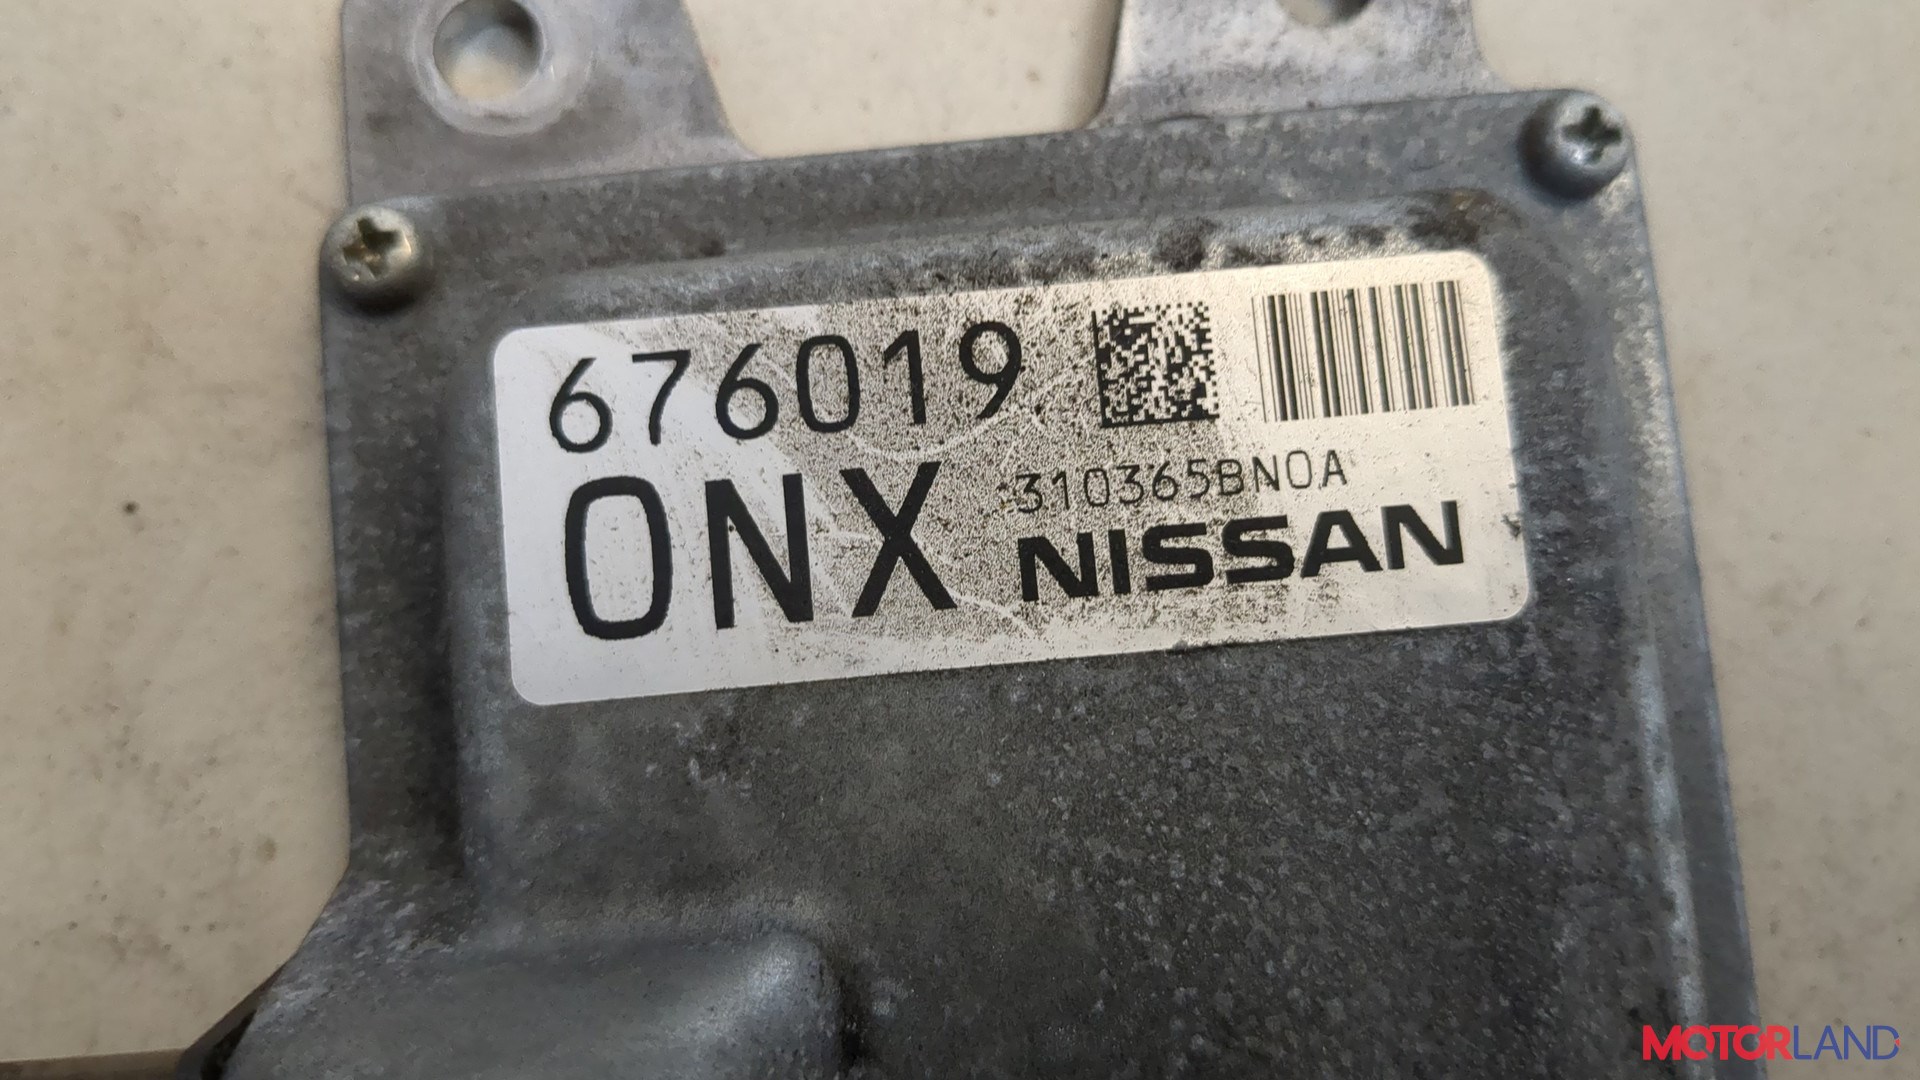 676019
0NX
310365BN0A
NISSAN
MOTORLAND